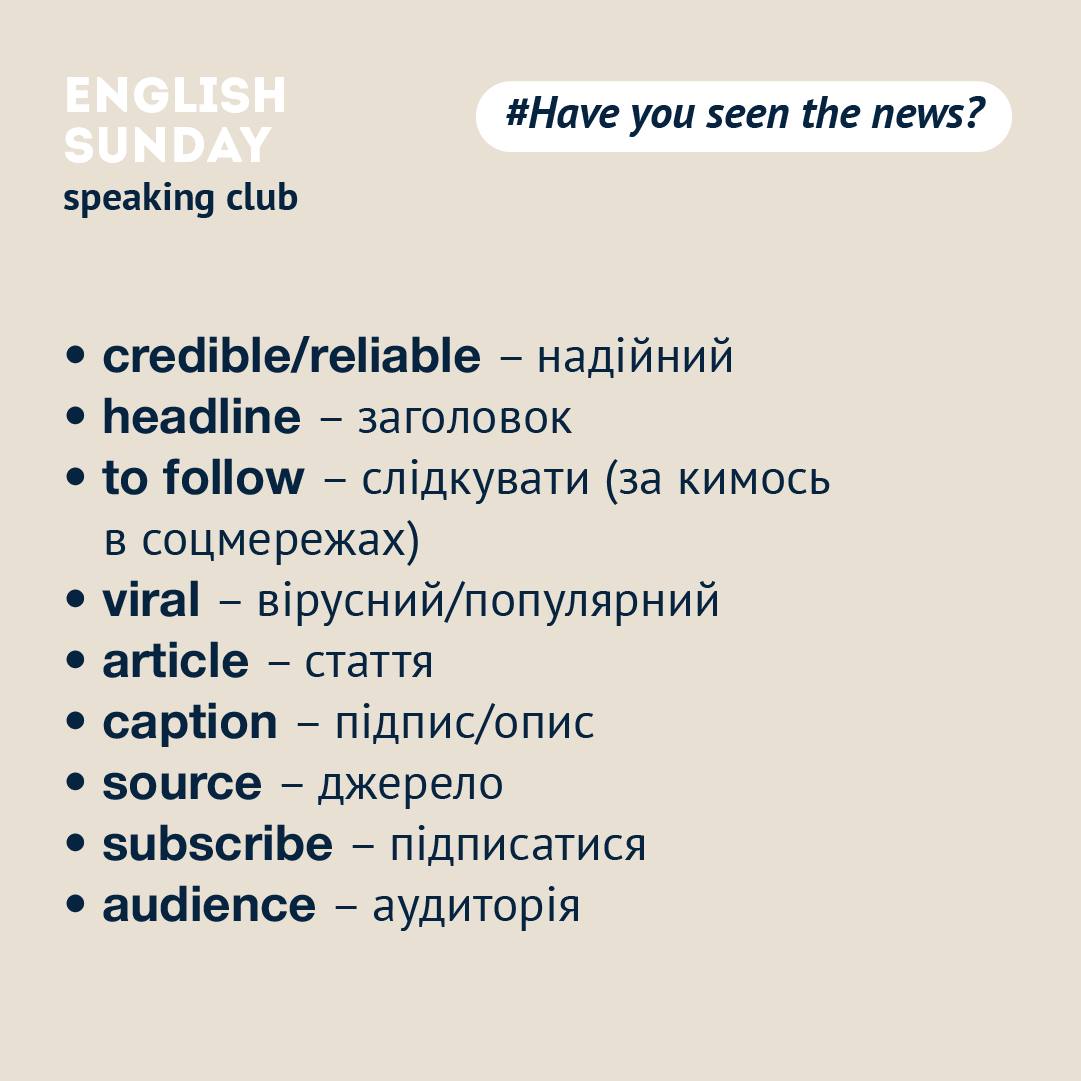 ENGLISH
SUNDAY
speaking club
#Have you seen the news?
• credible/reliable – надійний
• headline – заголовок
• to follow – слідкувати (за кимось
в соцмережах)
• viral – вірусний/популярний
• article – стаття
• caption – підпис/опис
• source – джерело
• subscribe – підписатися
• audience – аудиторія